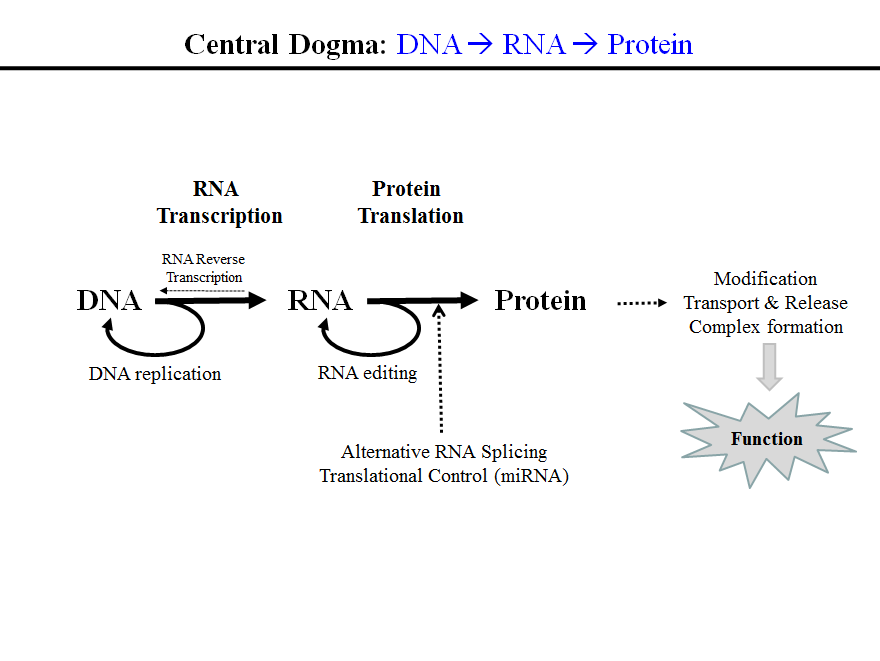 Central Dogma: DNA → RNA → Protein
RNA
Transcription
Protein
Translation
RNA Reverse
Transcription
DNA
RNA
Protein
Modification
Transport & Release
Complex formation
DNA replication
RNA editing
Function
Alternative RNA Splicing
Translational Control (miRNA)